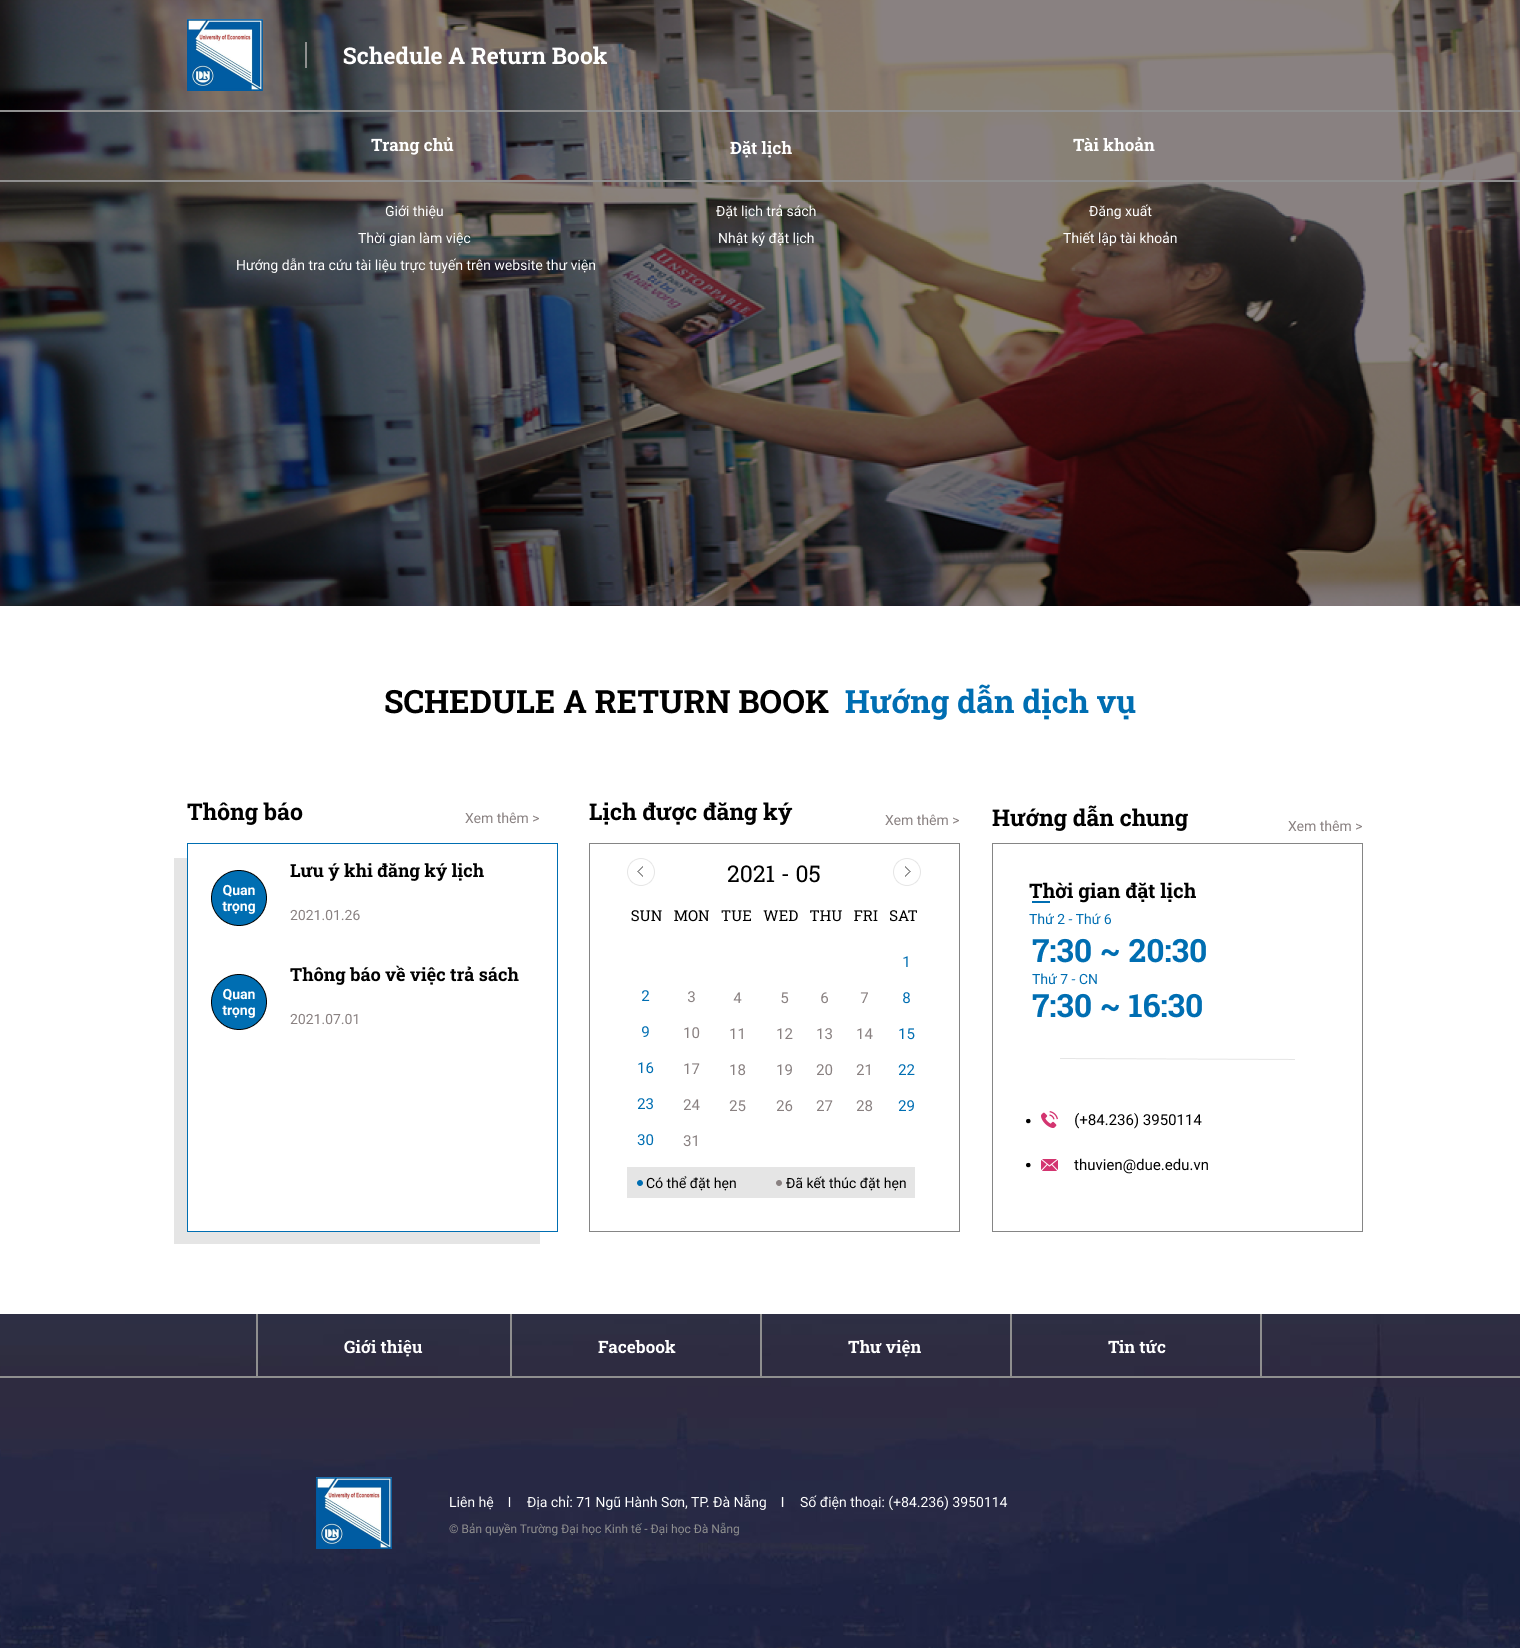 University of Economics
Schedule A Return Book
Trang chủ
Đặt lịch
Tài khoản
Giới thiệu
Đặt lịch trả sách
Đăng xuất
Thời gian làm việc
Nhật ký đặt lịch
Thiết lập tài khoản
Hướng dẫn tra cứu tài liệu trực tuyến trên website thư viện
UNSTOPPABLE
khát vọng
SCHEDULE A RETURN BOOK Hướng dẫn dịch vụ
Thông báo
Xem thêm >
Quan
trọng
Lưu ý khi đăng ký lịch
2021.01.26
Quan
trọng
Thông báo về việc trả sách
2021.07.01
Lịch được đăng ký
Xem thêm >
2021 - 05
SUN MON TUE WED THU FRI SAT
1
2 3 4 5 6 7 8
9 10 11 12 13 14 15
16 17 18 19 20 21 22
23 24 25 26 27 28 29
30 31
Có thể đặt hẹn
Đã kết thúc đặt hẹn
Hướng dẫn chung
Xem thêm >
Thời gian đặt lịch
Thứ 2 - Thứ 6
7:30 ~ 20:30
Thứ 7 - CN
7:30 ~ 16:30
(+84.236) 3950114
thuvien@due.edu.vn
Giới thiệu
Facebook
Thư viện
Tin tức
University of Economics
Liên hệ I Địa chỉ: 71 Ngũ Hành Sơn, TP. Đà Nẵng I Số điện thoại: (+84.236) 3950114
© Bản quyền Trường Đại học Kinh tế - Đại học Đà Nẵng